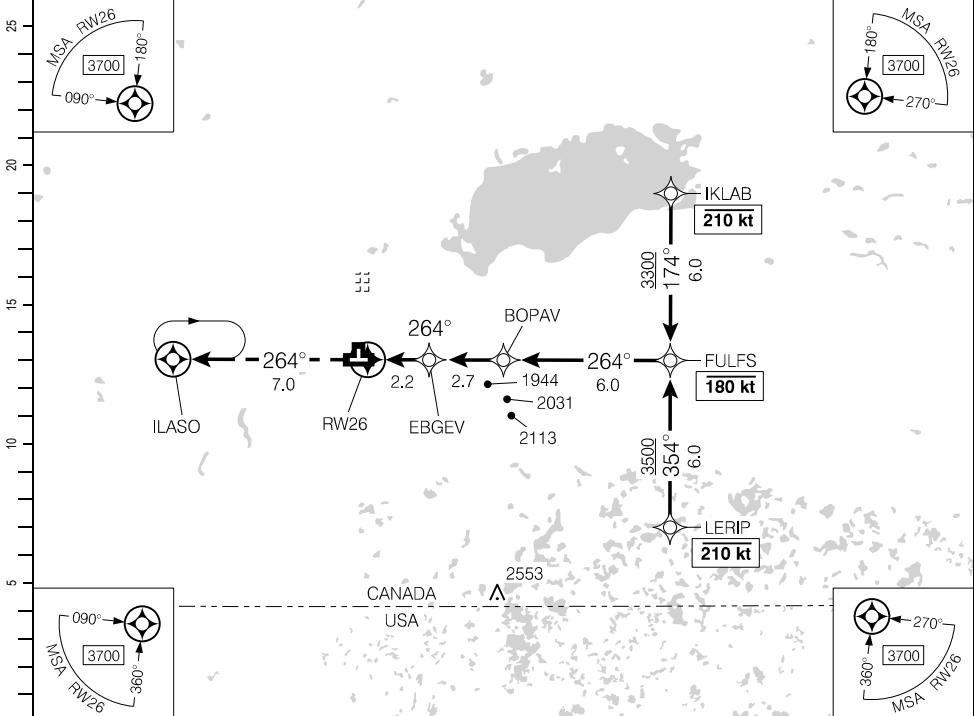 25
20
15
10
5
MSA RW26
3700
180°
090°
MSA RW26
3700
180°
270°
IKLAB
210 kt
3300
174°
6.0
BOPAV
264°
264°
7.0
2.2
2.7
264°
6.0
FULFS
180 kt
1944
2031
2113
ILASO
RW26
EBGEV
3500
354°
6.0
LERIP
210 kt
2553
CANADA
USA
090°
3700
360°
MSA RW26
270°
3700
360°
MSA RW26